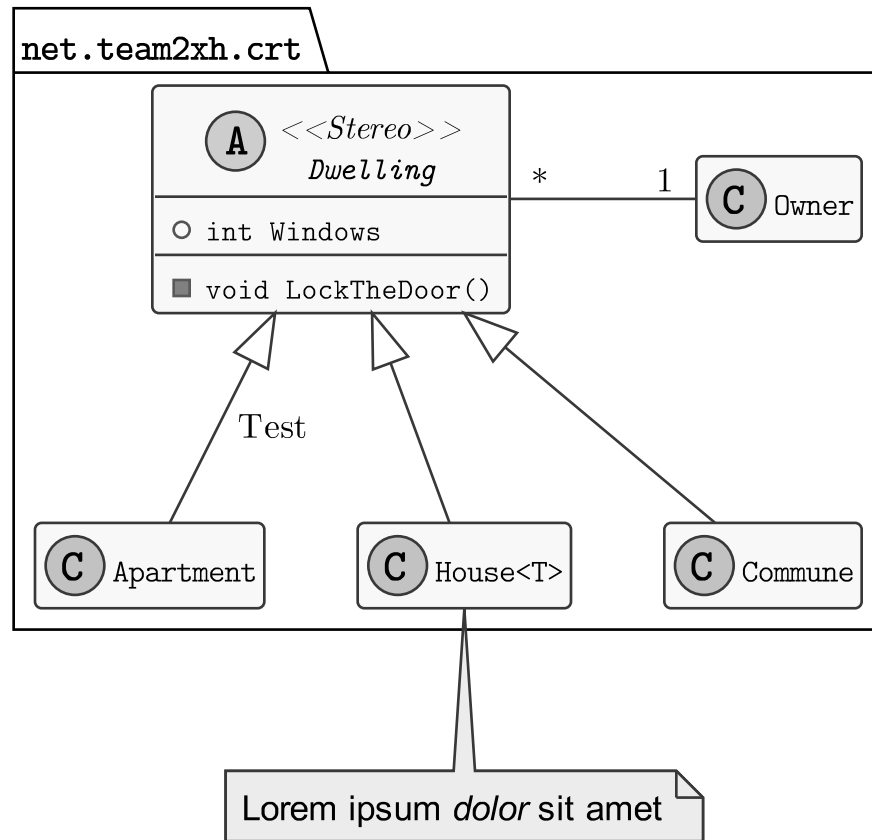 net.team2xh.crt
A
<<Stereo>>
Dwelling
int Windows
void LockTheDoor()
* 1
C Owner
Test
C Apartment
C House<T>
C Commune
Lorem ipsum dolor sit amet